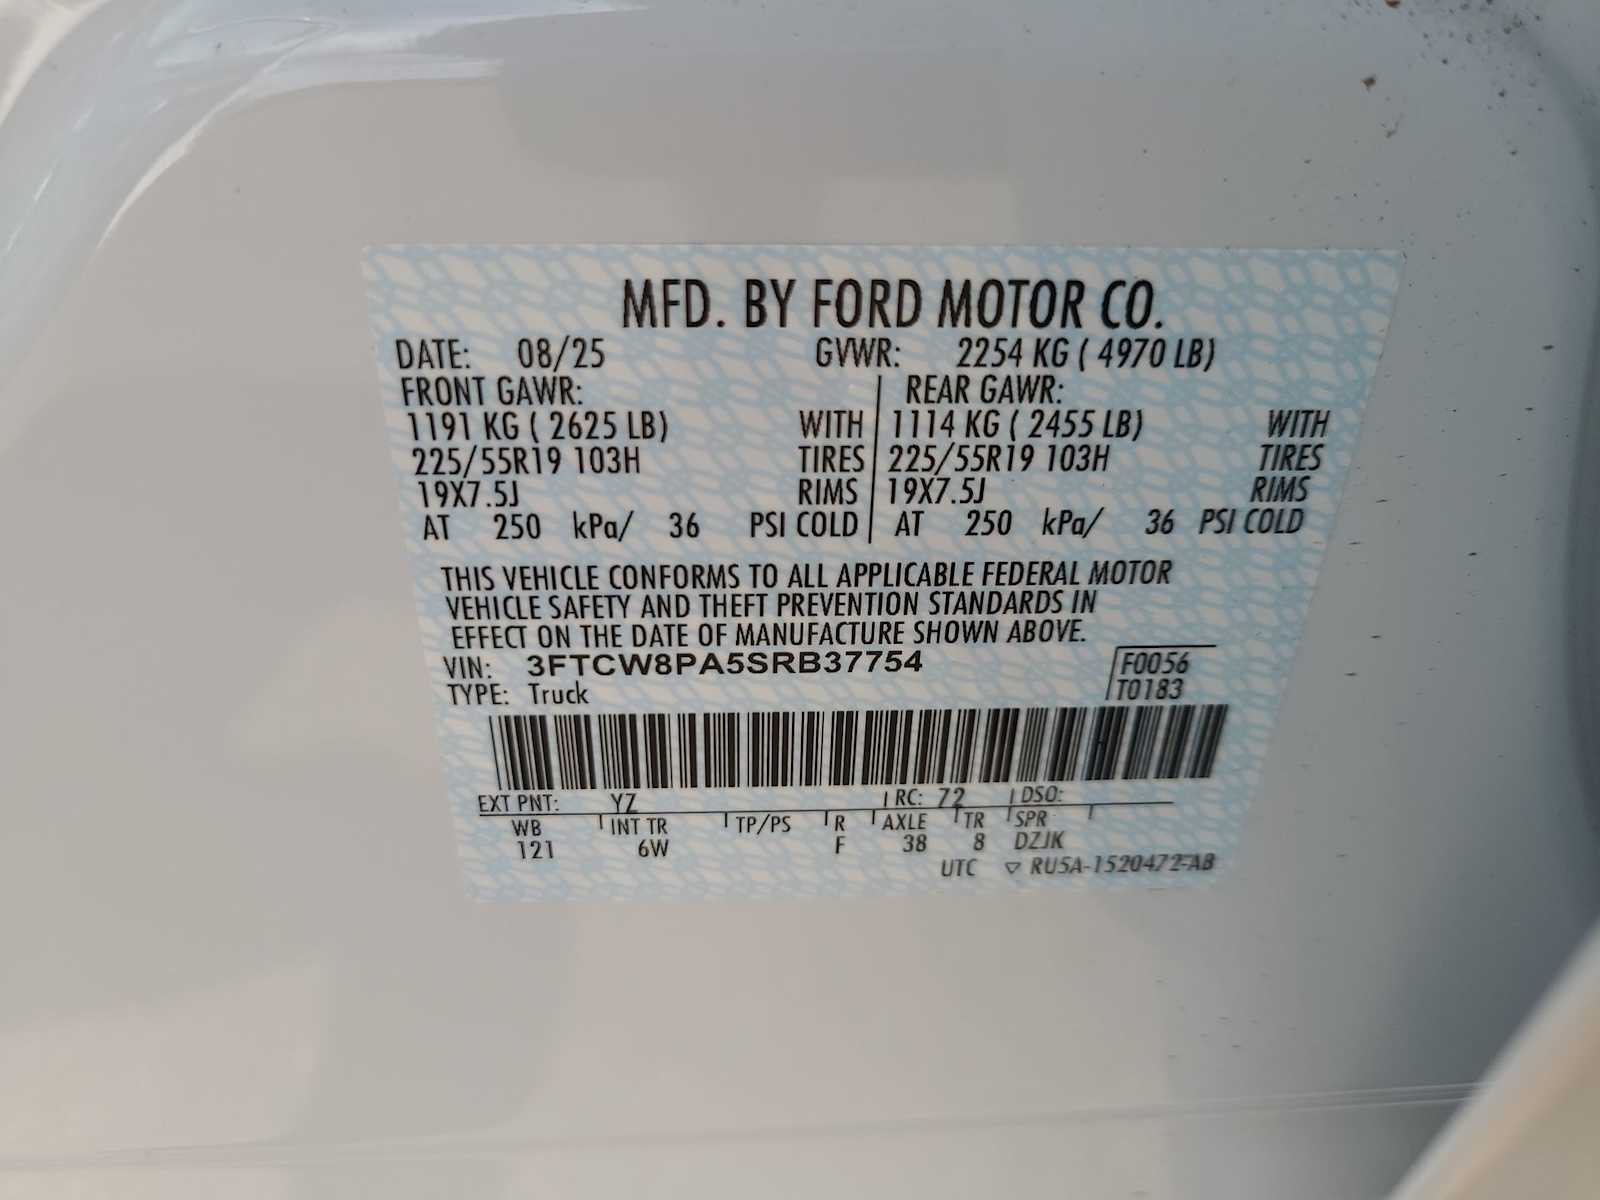 MFD. BY FORD MOTOR CO.
DATE: 08/25 GVWR: 2254 KG ( 4970 LB)
FRONT GAWR: REAR GAWR:
1191 KG ( 2625 LB) WITH 1114 KG ( 2455 LB) WITH
225/55R19 103H TIRES 225/55R19 103H TIRES
19X7.5J RIMS 19X7.5J RIMS
AT 250 kPa/ 36 PSI COLD AT 250 kPa/ 36 PSI COLD
THIS VEHICLE CONFORMS TO ALL APPLICABLE FEDERAL MOTOR
VEHICLE SAFETY AND THEFT PREVENTION STANDARDS IN
EFFECT ON THE DATE OF MANUFACTURE SHOWN ABOVE.
VIN: 3FTCW8PA5SRB37754 F0056
TYPE: Truck T0183
EXT PNT: YZ RC: 72 DSO:
WB INT TR TP/PS R AXLE TR SPR
121 6W F 38 8 DZJK
UTC ▽ RU5A-1520472-AB